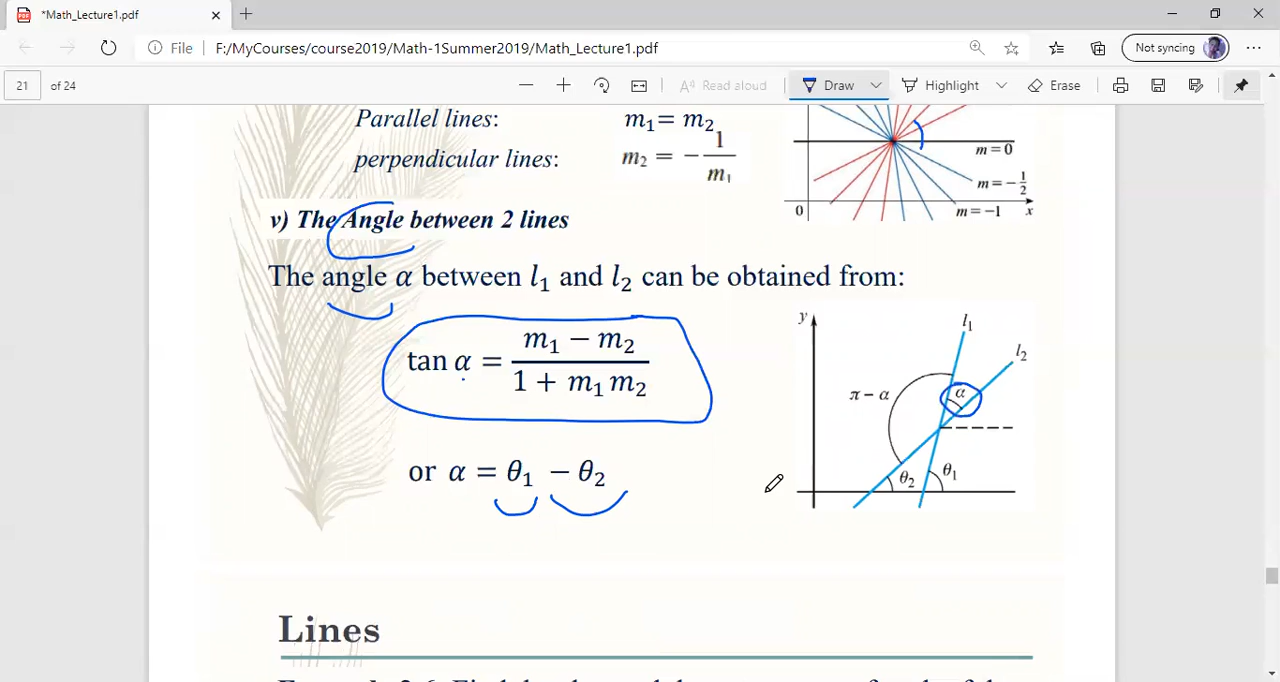 *Math_Lecture1.pdf
File F:/MyCourses/course2019/Math-1Summer2019/Math_Lecture1.pdf Not syncing
21 of 24 Read aloud Draw Highlight Erase
Parallel lines: m₁= m₂
perpendicular lines: m₂ = −1/m₁
m = 0
m = −1/2
0 m = −1 x
v) The Angle between 2 lines
The angle α between l₁ and l₂ can be obtained from:
tan α = (m₁ − m₂)/(1 + m₁ m₂)
or α = θ₁ − θ₂
y l₁
l₂
π − α α
θ₂ θ₁
Lines